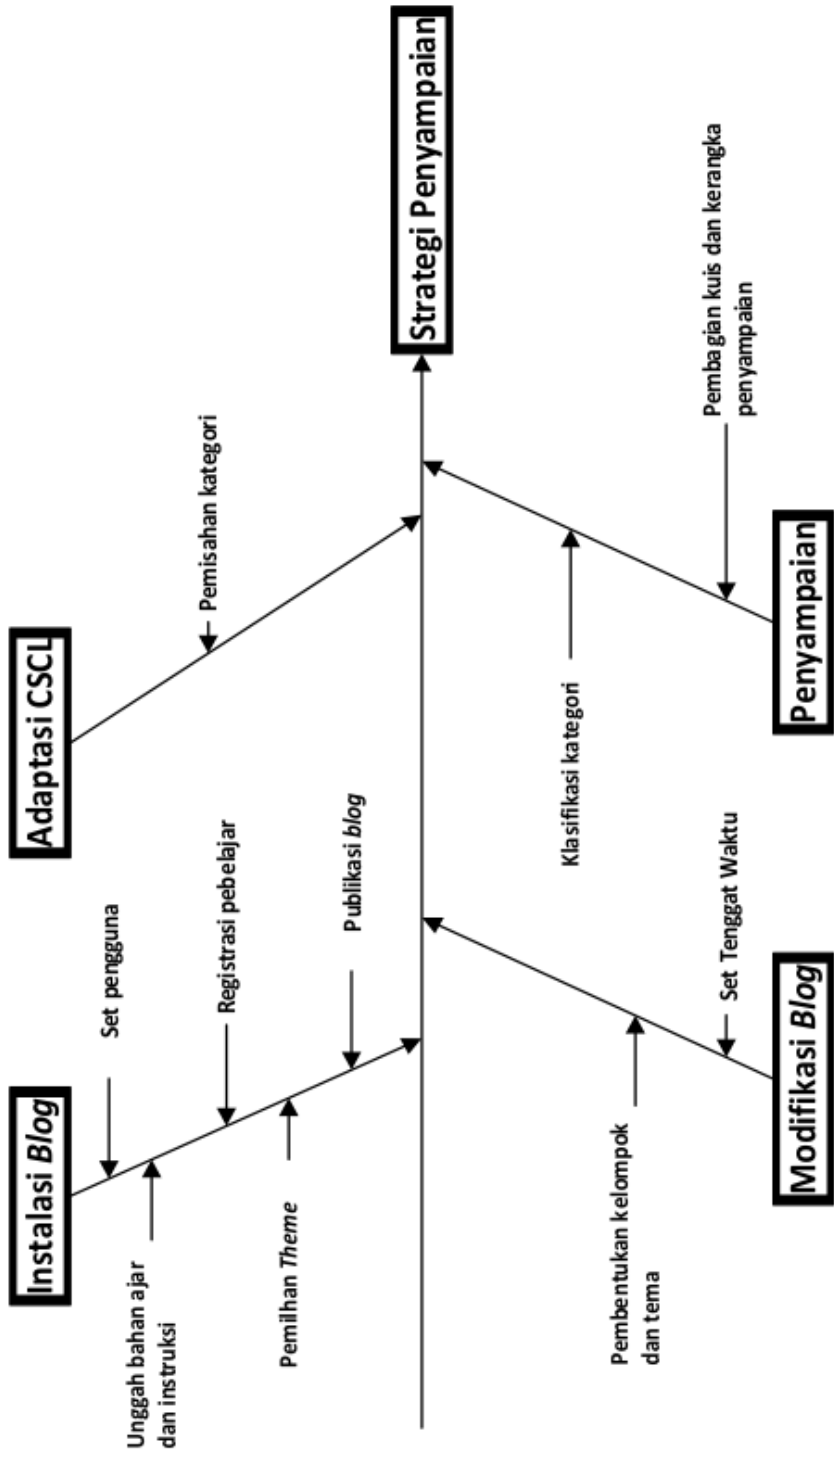 Instalasi Blog
Adaptasi CSCL
Set pengguna
Unggah bahan ajar
dan instruksi
Registrasi pebelajar
Pemisahan kategori
Pemilhan Theme
Publikasi blog
Strategi Penyampaian
Klasifikasi kategori
Pembentukan kelompok
dan tema
Set Tenggat Waktu
Pembagian kuis dan kerangka
penyampaian
Modifikasi Blog
Penyampaian